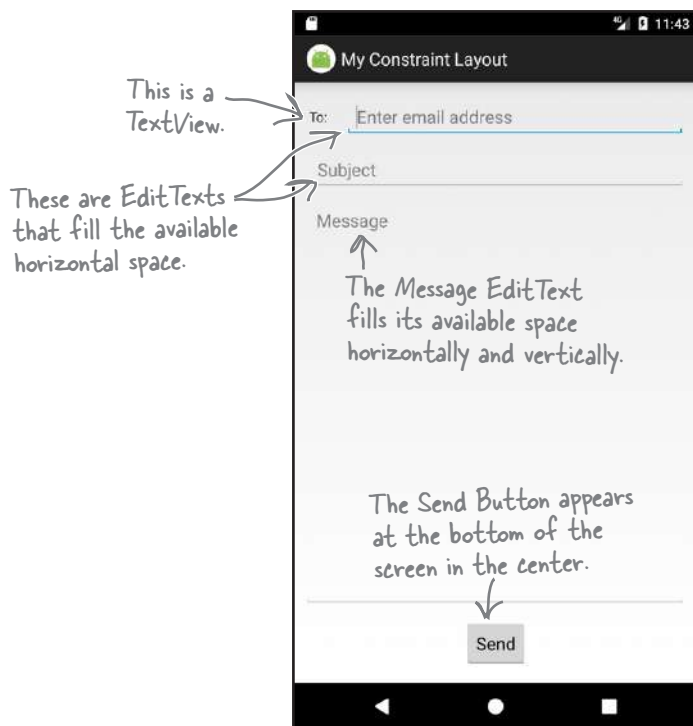 4G 11:43
My Constraint Layout
This is a
TextView.
To: Enter email address
These are EditTexts
that fill the available
horizontal space.
Subject
Message
The Message EditText
fills its available space
horizontally and vertically.
The Send Button appears
at the bottom of the
screen in the center.
Send